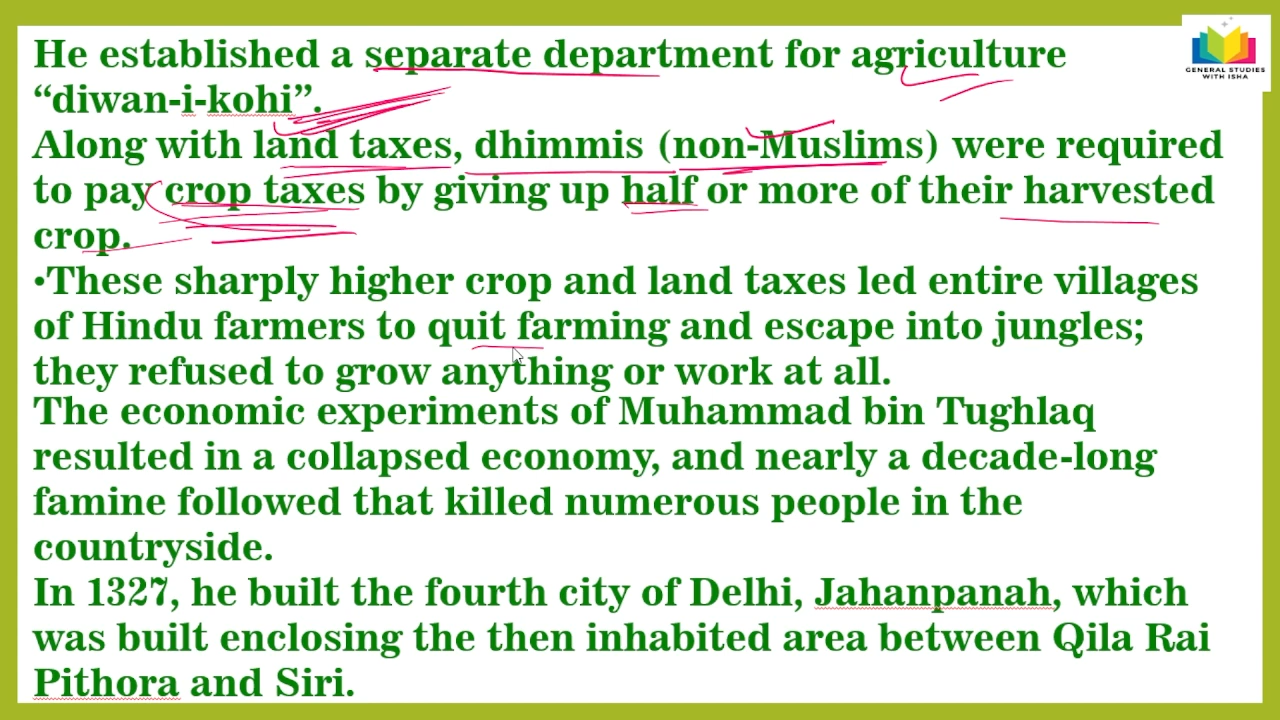 He established a separate department for agriculture
“diwan-i-kohi”.
Along with land taxes, dhimmis (non-Muslims) were required
to pay crop taxes by giving up half or more of their harvested
crop.
•These sharply higher crop and land taxes led entire villages
of Hindu farmers to quit farming and escape into jungles;
they refused to grow anything or work at all.
The economic experiments of Muhammad bin Tughlaq
resulted in a collapsed economy, and nearly a decade-long
famine followed that killed numerous people in the
countryside.
In 1327, he built the fourth city of Delhi, Jahanpanah, which
was built enclosing the then inhabited area between Qila Rai
Pithora and Siri.
GENERAL STUDIES
WITH ISHA